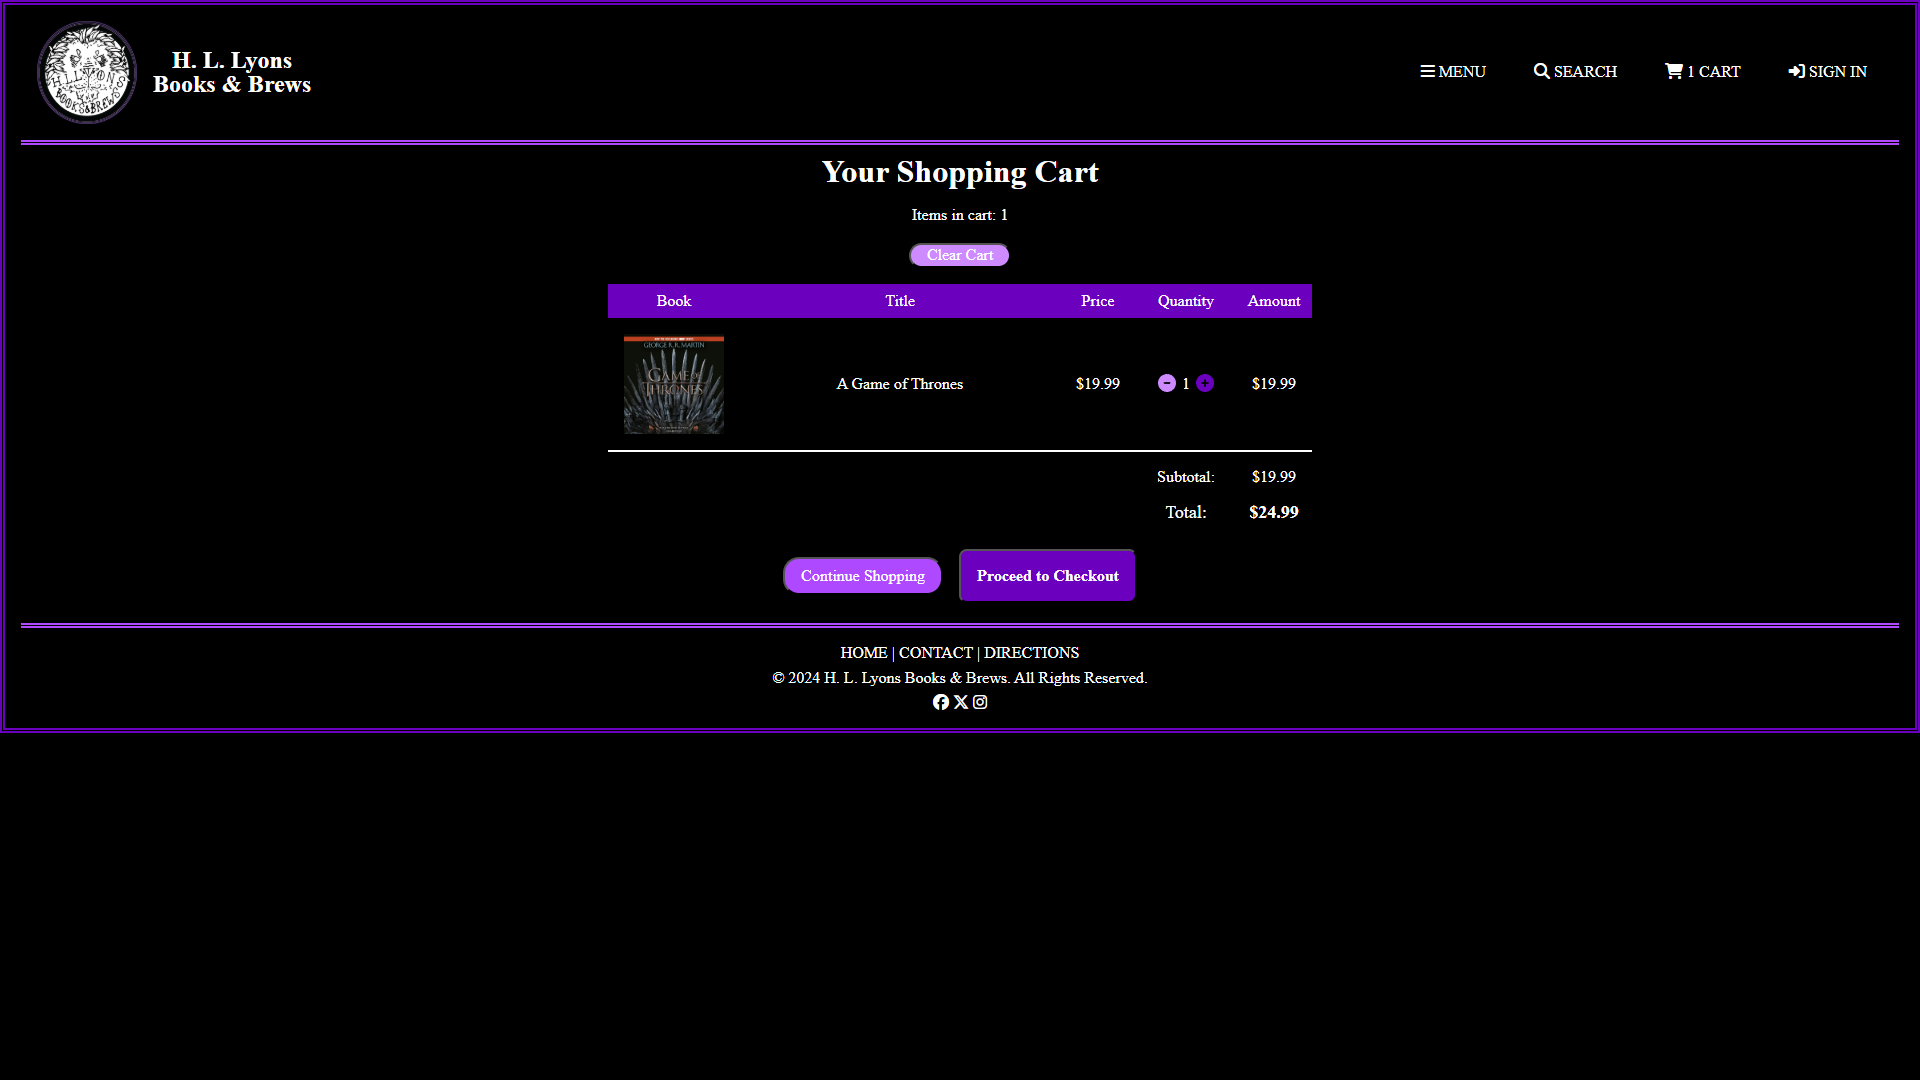 H. L. Lyons
Books & Brews
MENU
SEARCH
1 CART
SIGN IN
H.L.LYONS
BOOKS&BREWS
Your Shopping Cart
Items in cart: 1
Clear Cart
Book Title Price Quantity Amount
GEORGE R.R. MARTIN
A GAME OF
THRONES
A Game of Thrones $19.99 1 $19.99
Subtotal: $19.99
Total: $24.99
Continue Shopping
Proceed to Checkout
HOME | CONTACT | DIRECTIONS
© 2024 H. L. Lyons Books & Brews. All Rights Reserved.